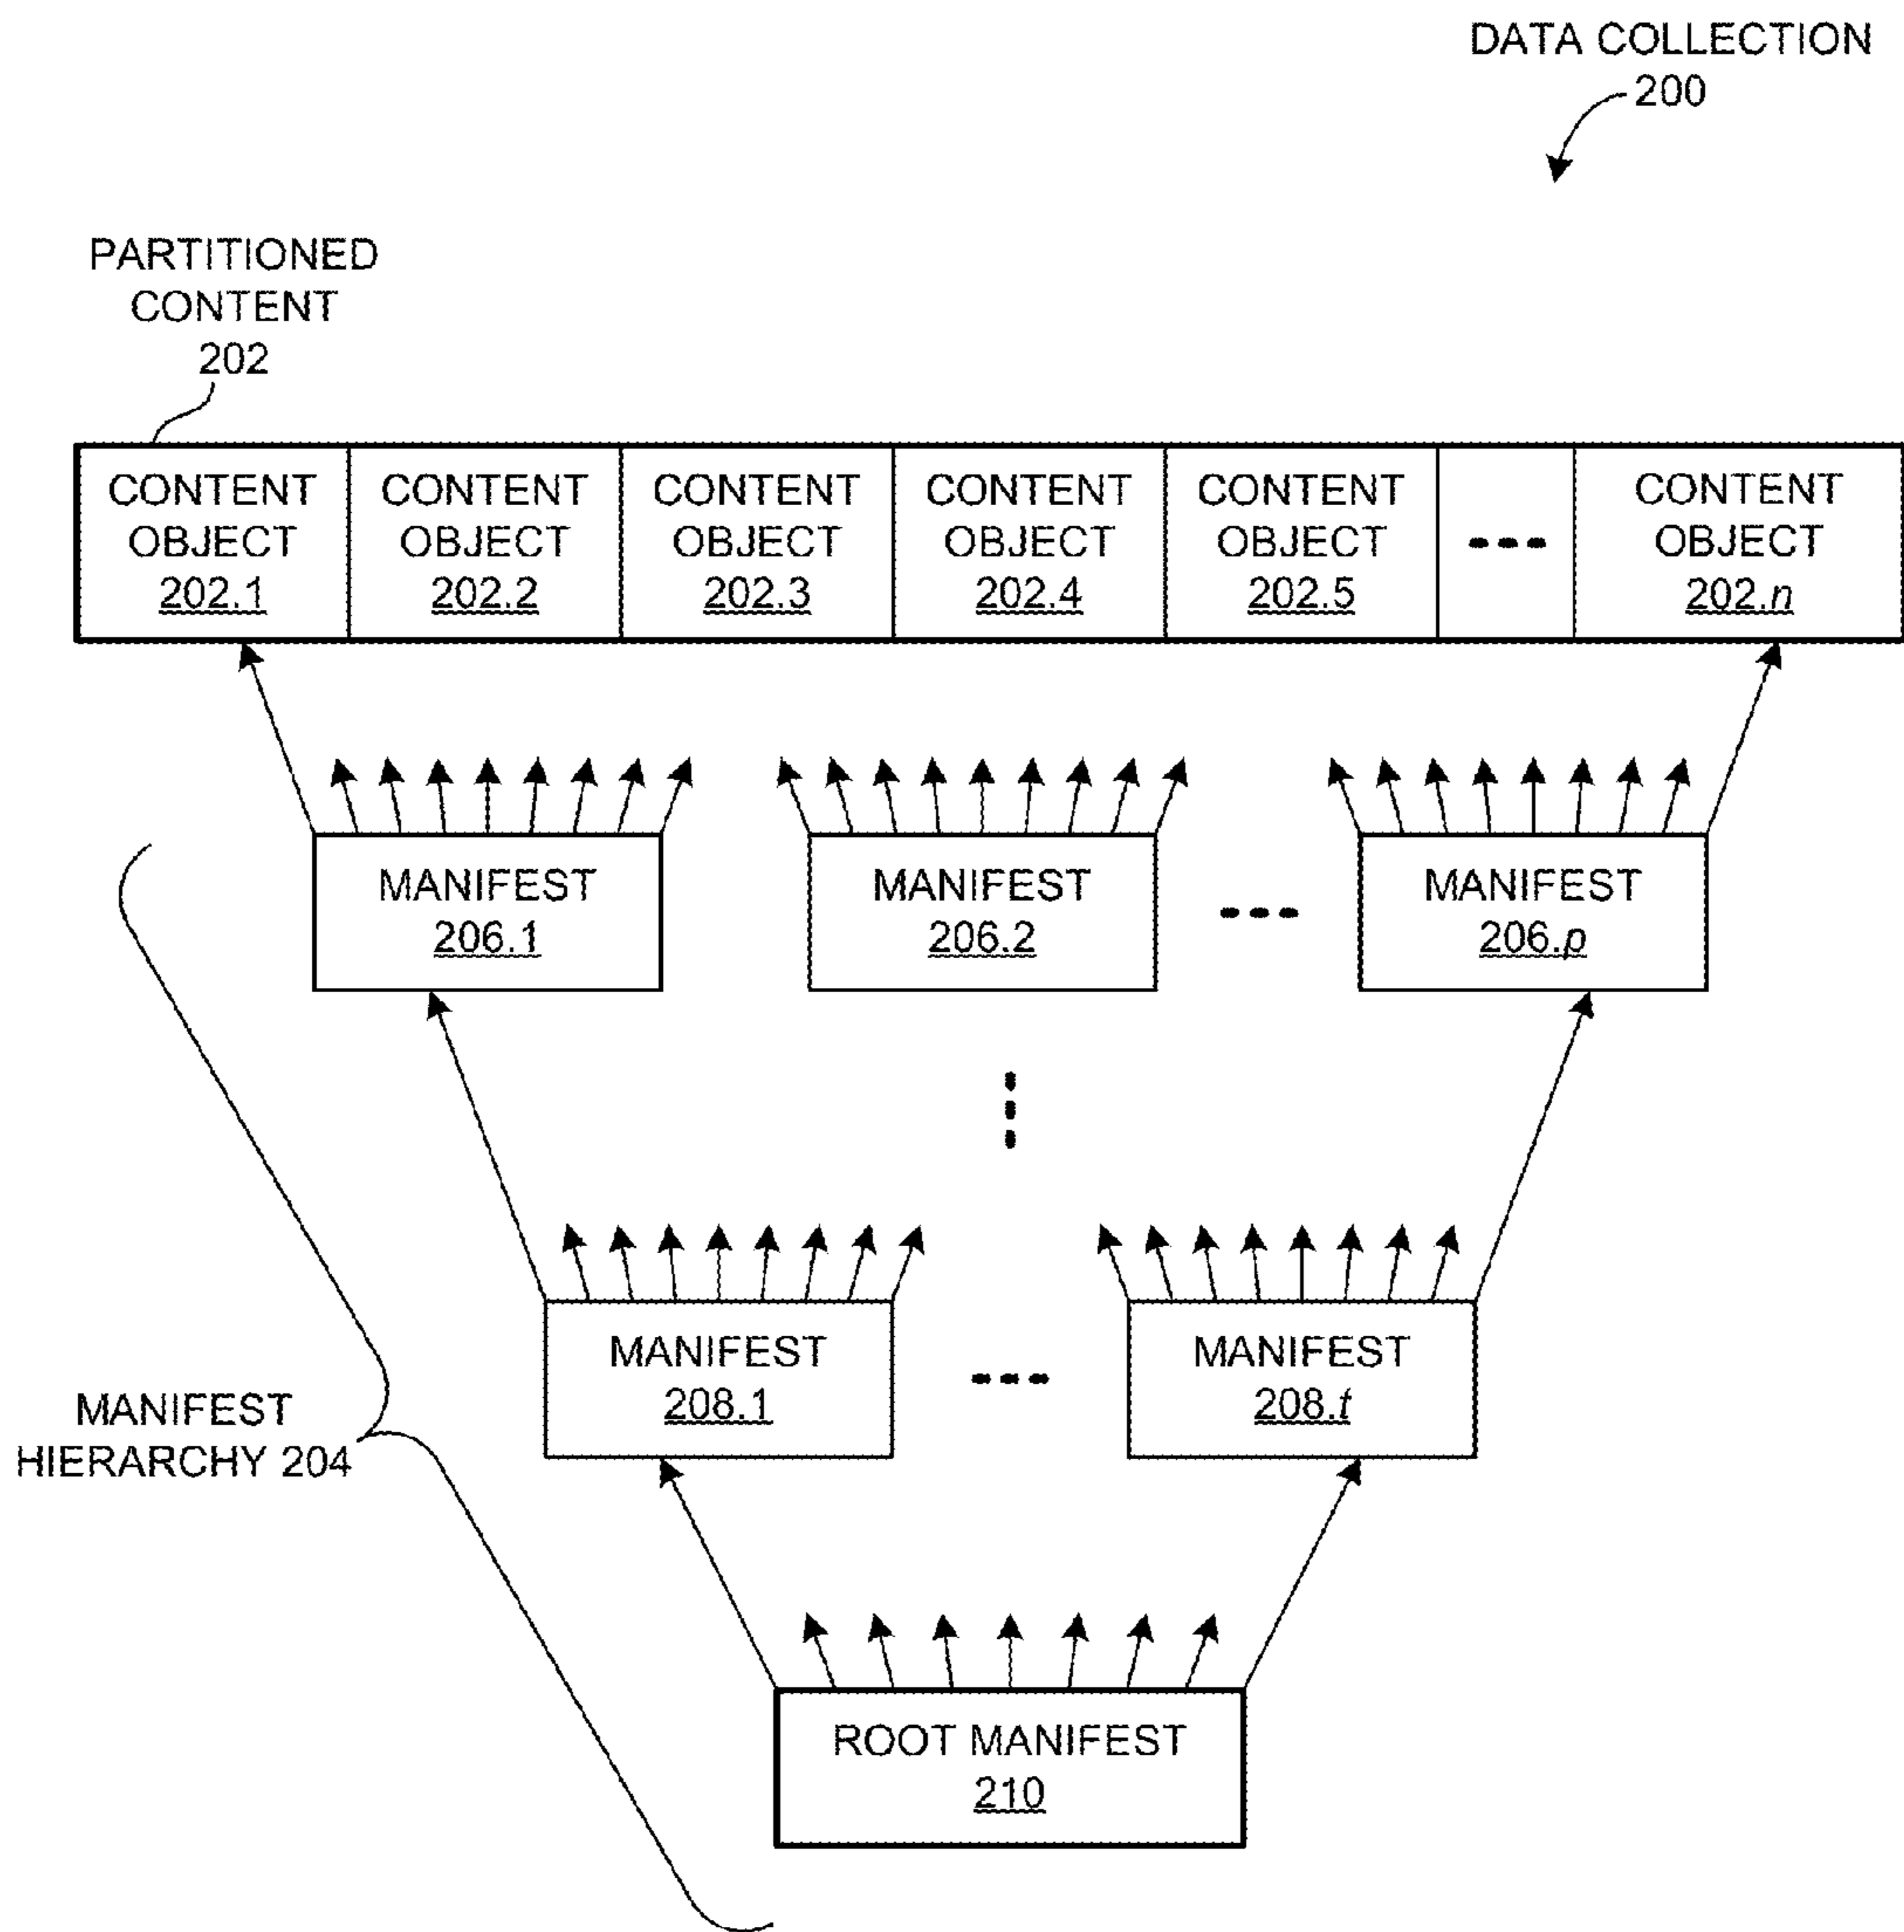 DATA COLLECTION
200
PARTITIONED
CONTENT
202
CONTENT
OBJECT
202.1
CONTENT
OBJECT
202.2
CONTENT
OBJECT
202.3
CONTENT
OBJECT
202.4
CONTENT
OBJECT
202.5
CONTENT
OBJECT
202.n
MANIFEST
206.1
MANIFEST
206.2
MANIFEST
206.p
MANIFEST
HIERARCHY 204
MANIFEST
208.1
MANIFEST
208.t
ROOT MANIFEST
210